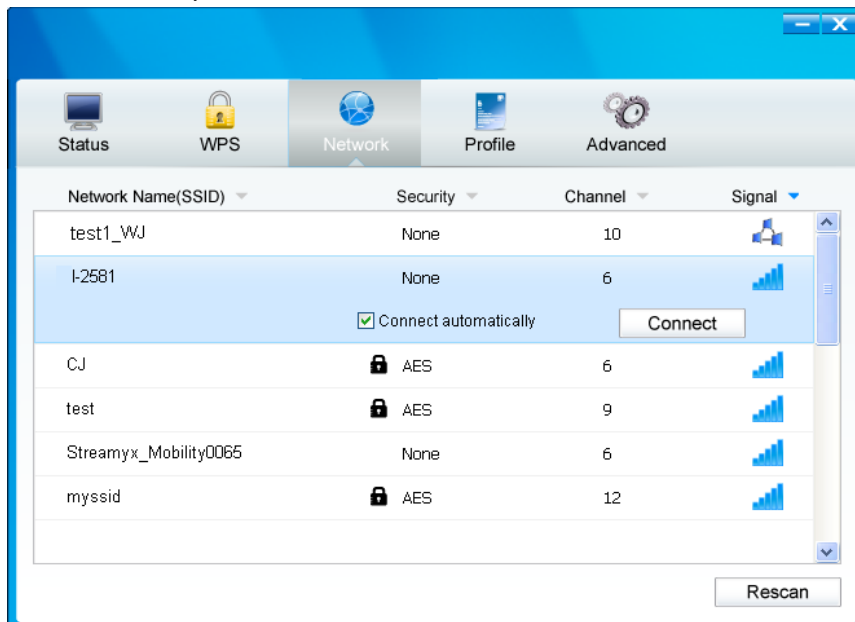 Status WPS Network Profile Advanced
Network Name(SSID) Security Channel Signal
test1_WJ None 10
I-2581 None 6
Connect automatically Connect
CJ AES 6
test AES 9
Streamyx_Mobility0065 None 6
myssid AES 12
Rescan